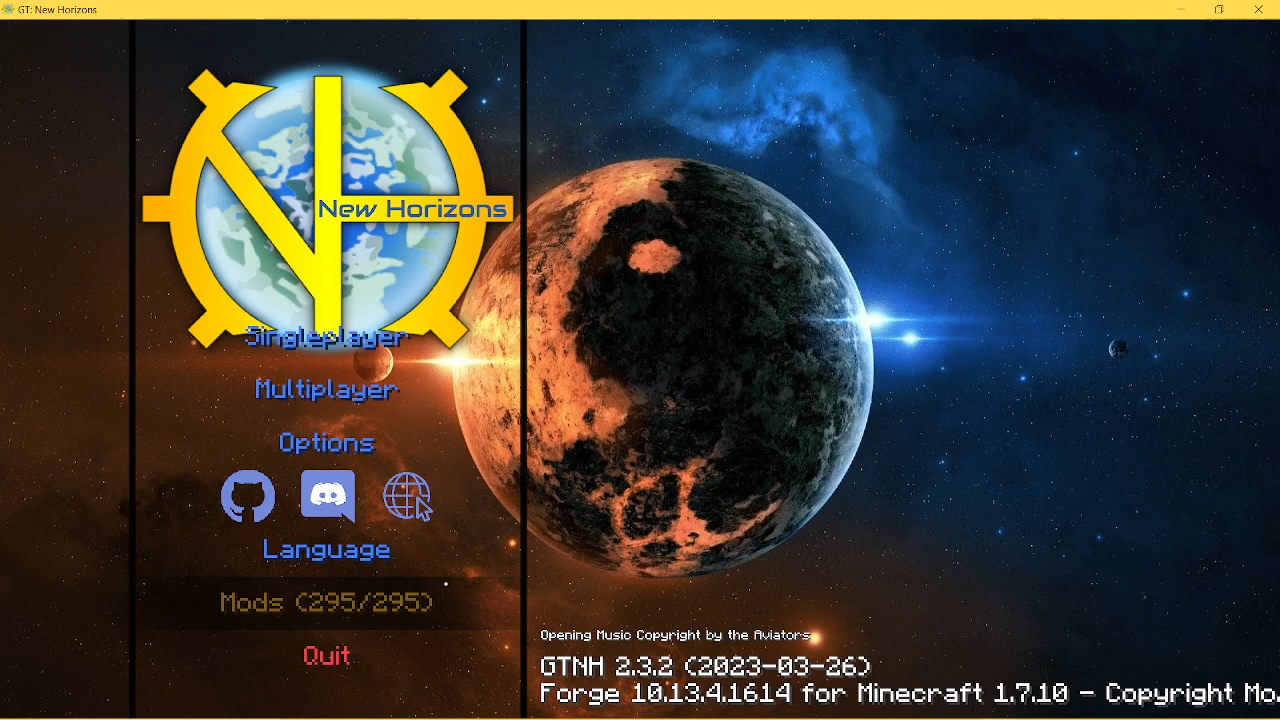 GT: New Horizons
New Horizons
Singleplayer
Multiplayer
Options
Language
Mods (295/295)
Quit
Opening Music Copyright by the Aviators
GTNH 2.3.2 (2023-03-26)
Forge 10.13.4.1614 for Minecraft 1.7.10 - Copyright Mo